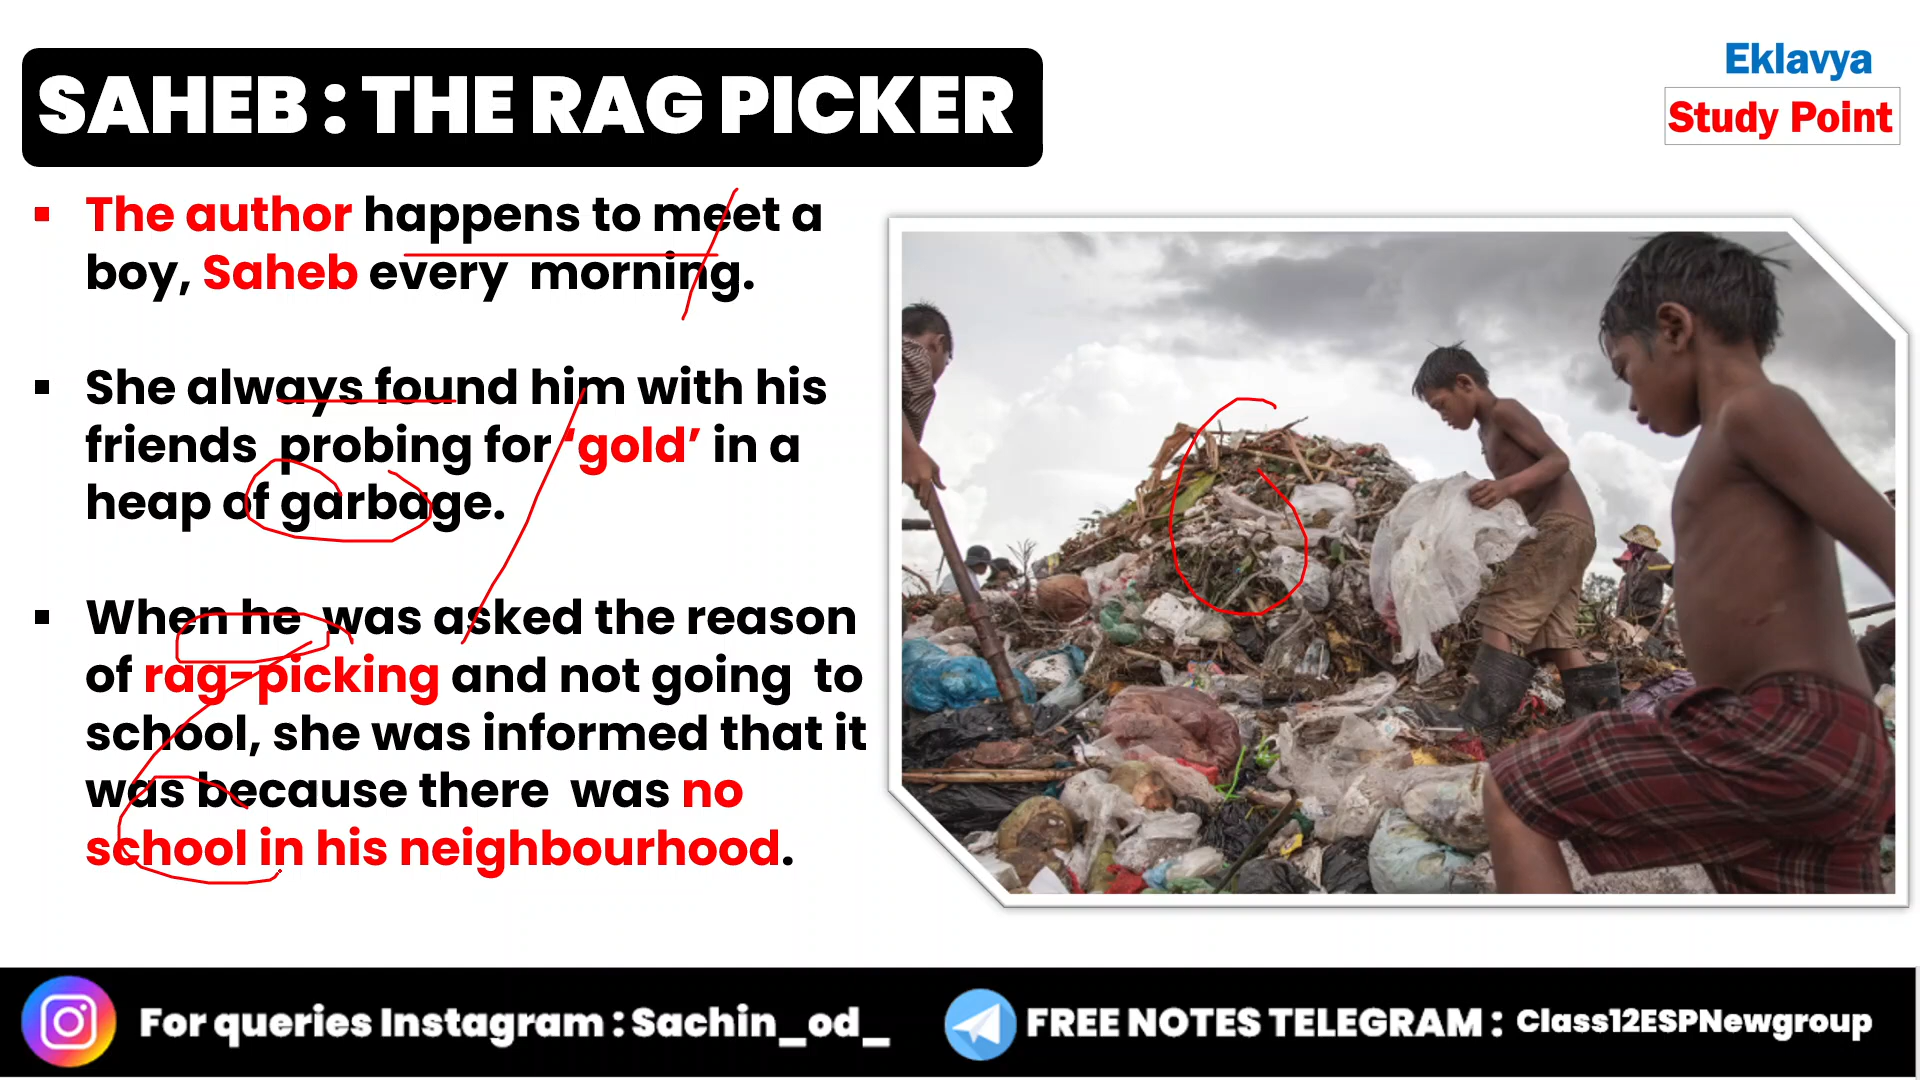 SAHEB : THE RAG PICKER
Eklavya
Study Point
▪ The author happens to meet a
boy, Saheb every morning.
▪ She always found him with his
friends probing for ‘gold’ in a
heap of garbage.
▪ When he was asked the reason
of rag-picking and not going to
school, she was informed that it
was because there was no
school in his neighbourhood.
For queries Instagram : Sachin_od_
FREE NOTES TELEGRAM : Class12ESPNewgroup